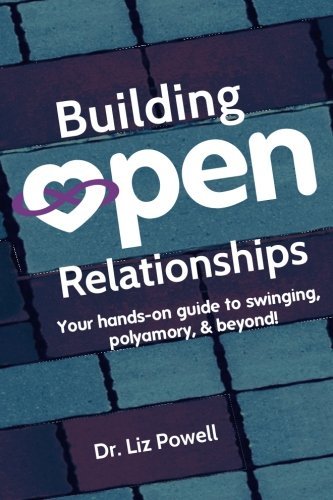 Building
Open
Relationships
Your hands-on guide to swinging,
polyamory, & beyond!
Dr. Liz Powell